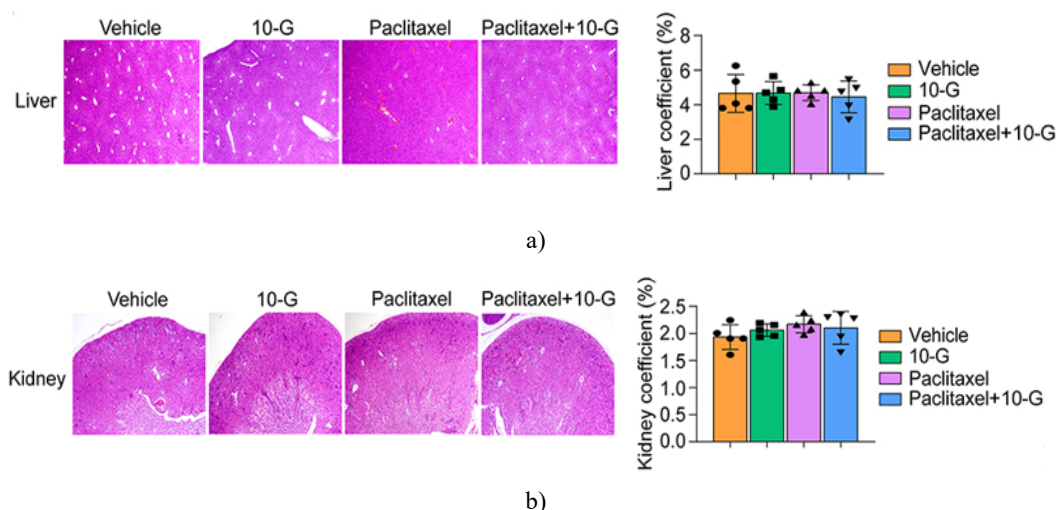 Vehicle 10-G Paclitaxel Paclitaxel+10-G
Liver
Liver coefficient (%)
8
6
4
2
0
Vehicle
10-G
Paclitaxel
Paclitaxel+10-G
a)
Vehicle 10-G Paclitaxel Paclitaxel+10-G
Kidney
Kidney coefficient (%)
2.5
2.0
1.5
1.0
0.5
0.0
Vehicle
10-G
Paclitaxel
Paclitaxel+10-G
b)